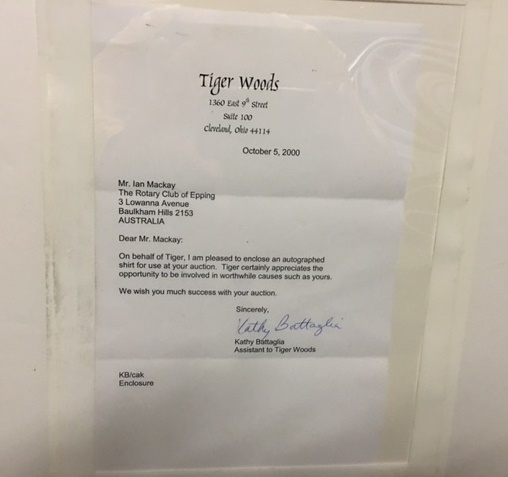 Tiger Woods
1360 East 9th Street
Suite 100
Cleveland, Ohio 44114
October 5, 2000
Mr. Ian Mackay
The Rotary Club of Epping
3 Lowanna Avenue
Baulkham Hills 2153
AUSTRALIA
Dear Mr. Mackay:
On behalf of Tiger, I am pleased to enclose an autographed
shirt for use at your auction. Tiger certainly appreciates the
opportunity to be involved in worthwhile causes such as yours.
We wish you much success with your auction.
Sincerely,
Kathy Battaglia
Kathy Battaglia
Assistant to Tiger Woods
KB/cak
Enclosure